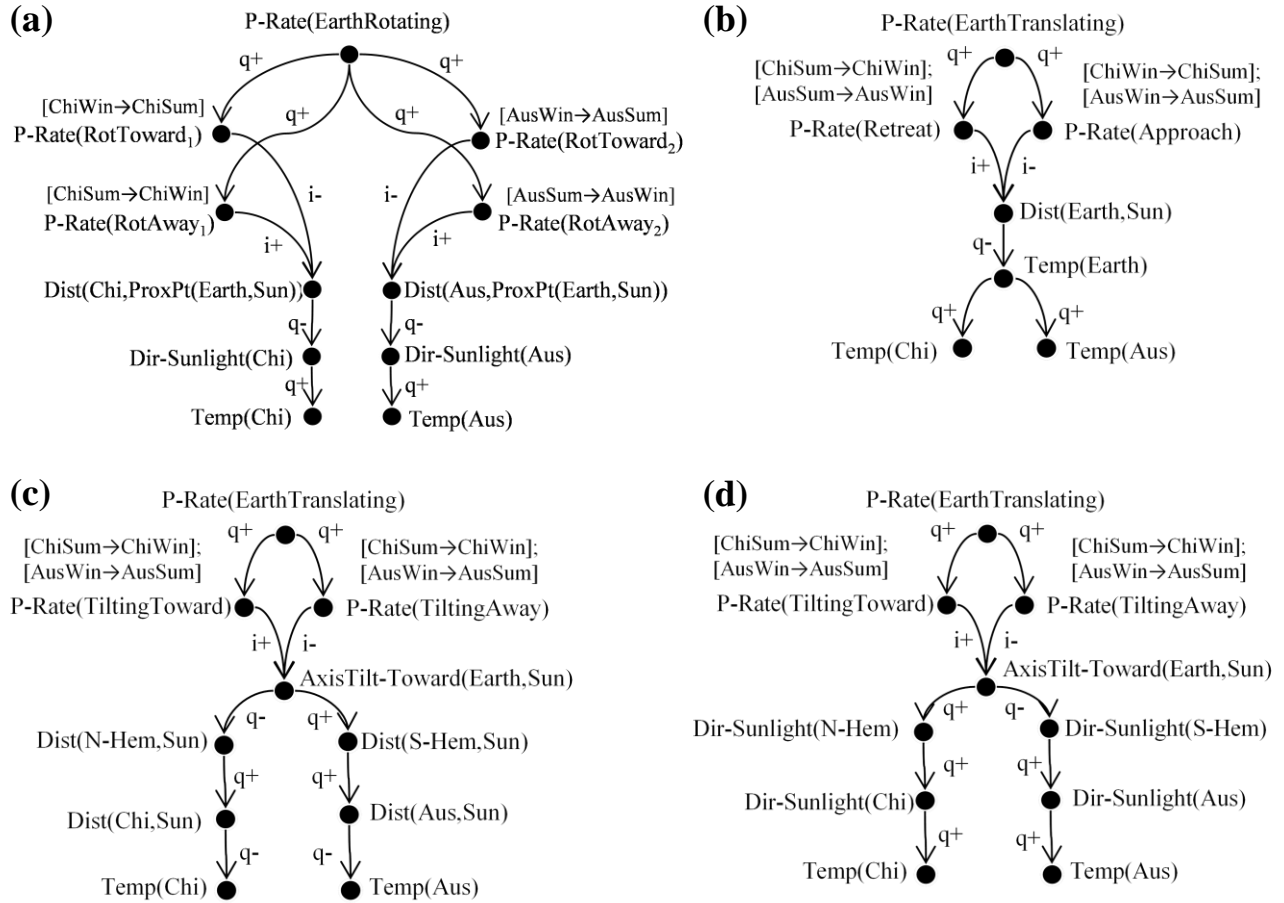 (a)
P-Rate(EarthRotating)
q+
q+
[ChiWin→ChiSum]
q+
q+
[AusWin→AusSum]
P-Rate(RotToward1)
P-Rate(RotToward2)
[ChiSum→ChiWin]
i-
i-
[AusSum→AusWin]
P-Rate(RotAway1)
P-Rate(RotAway2)
i+
i+
Dist(Chi,ProxPt(Earth,Sun))
Dist(Aus,ProxPt(Earth,Sun))
q-
q-
Dir-Sunlight(Chi)
Dir-Sunlight(Aus)
q+
q+
Temp(Chi)
Temp(Aus)
(b)
P-Rate(EarthTranslating)
q+
q+
[ChiSum→ChiWin];
[AusSum→AusWin]
[ChiWin→ChiSum];
[AusWin→AusSum]
P-Rate(Retreat)
P-Rate(Approach)
i+
i-
Dist(Earth,Sun)
q-
Temp(Earth)
q+
q+
Temp(Chi)
Temp(Aus)
(c)
P-Rate(EarthTranslating)
q+
q+
[ChiSum→ChiWin];
[AusWin→AusSum]
[ChiSum→ChiWin];
[AusWin→AusSum]
P-Rate(TiltingToward)
P-Rate(TiltingAway)
i+
i-
AxisTilt-Toward(Earth,Sun)
q-
q+
Dist(N-Hem,Sun)
Dist(S-Hem,Sun)
q+
q+
Dist(Chi,Sun)
Dist(Aus,Sun)
q-
q-
Temp(Chi)
Temp(Aus)
(d)
P-Rate(EarthTranslating)
q+
q+
[ChiSum→ChiWin];
[AusWin→AusSum]
[ChiSum→ChiWin];
[AusWin→AusSum]
P-Rate(TiltingToward)
P-Rate(TiltingAway)
i+
i-
AxisTilt-Toward(Earth,Sun)
q+
q-
Dir-Sunlight(N-Hem)
Dir-Sunlight(S-Hem)
q+
q+
Dir-Sunlight(Chi)
Dir-Sunlight(Aus)
q+
q+
Temp(Chi)
Temp(Aus)